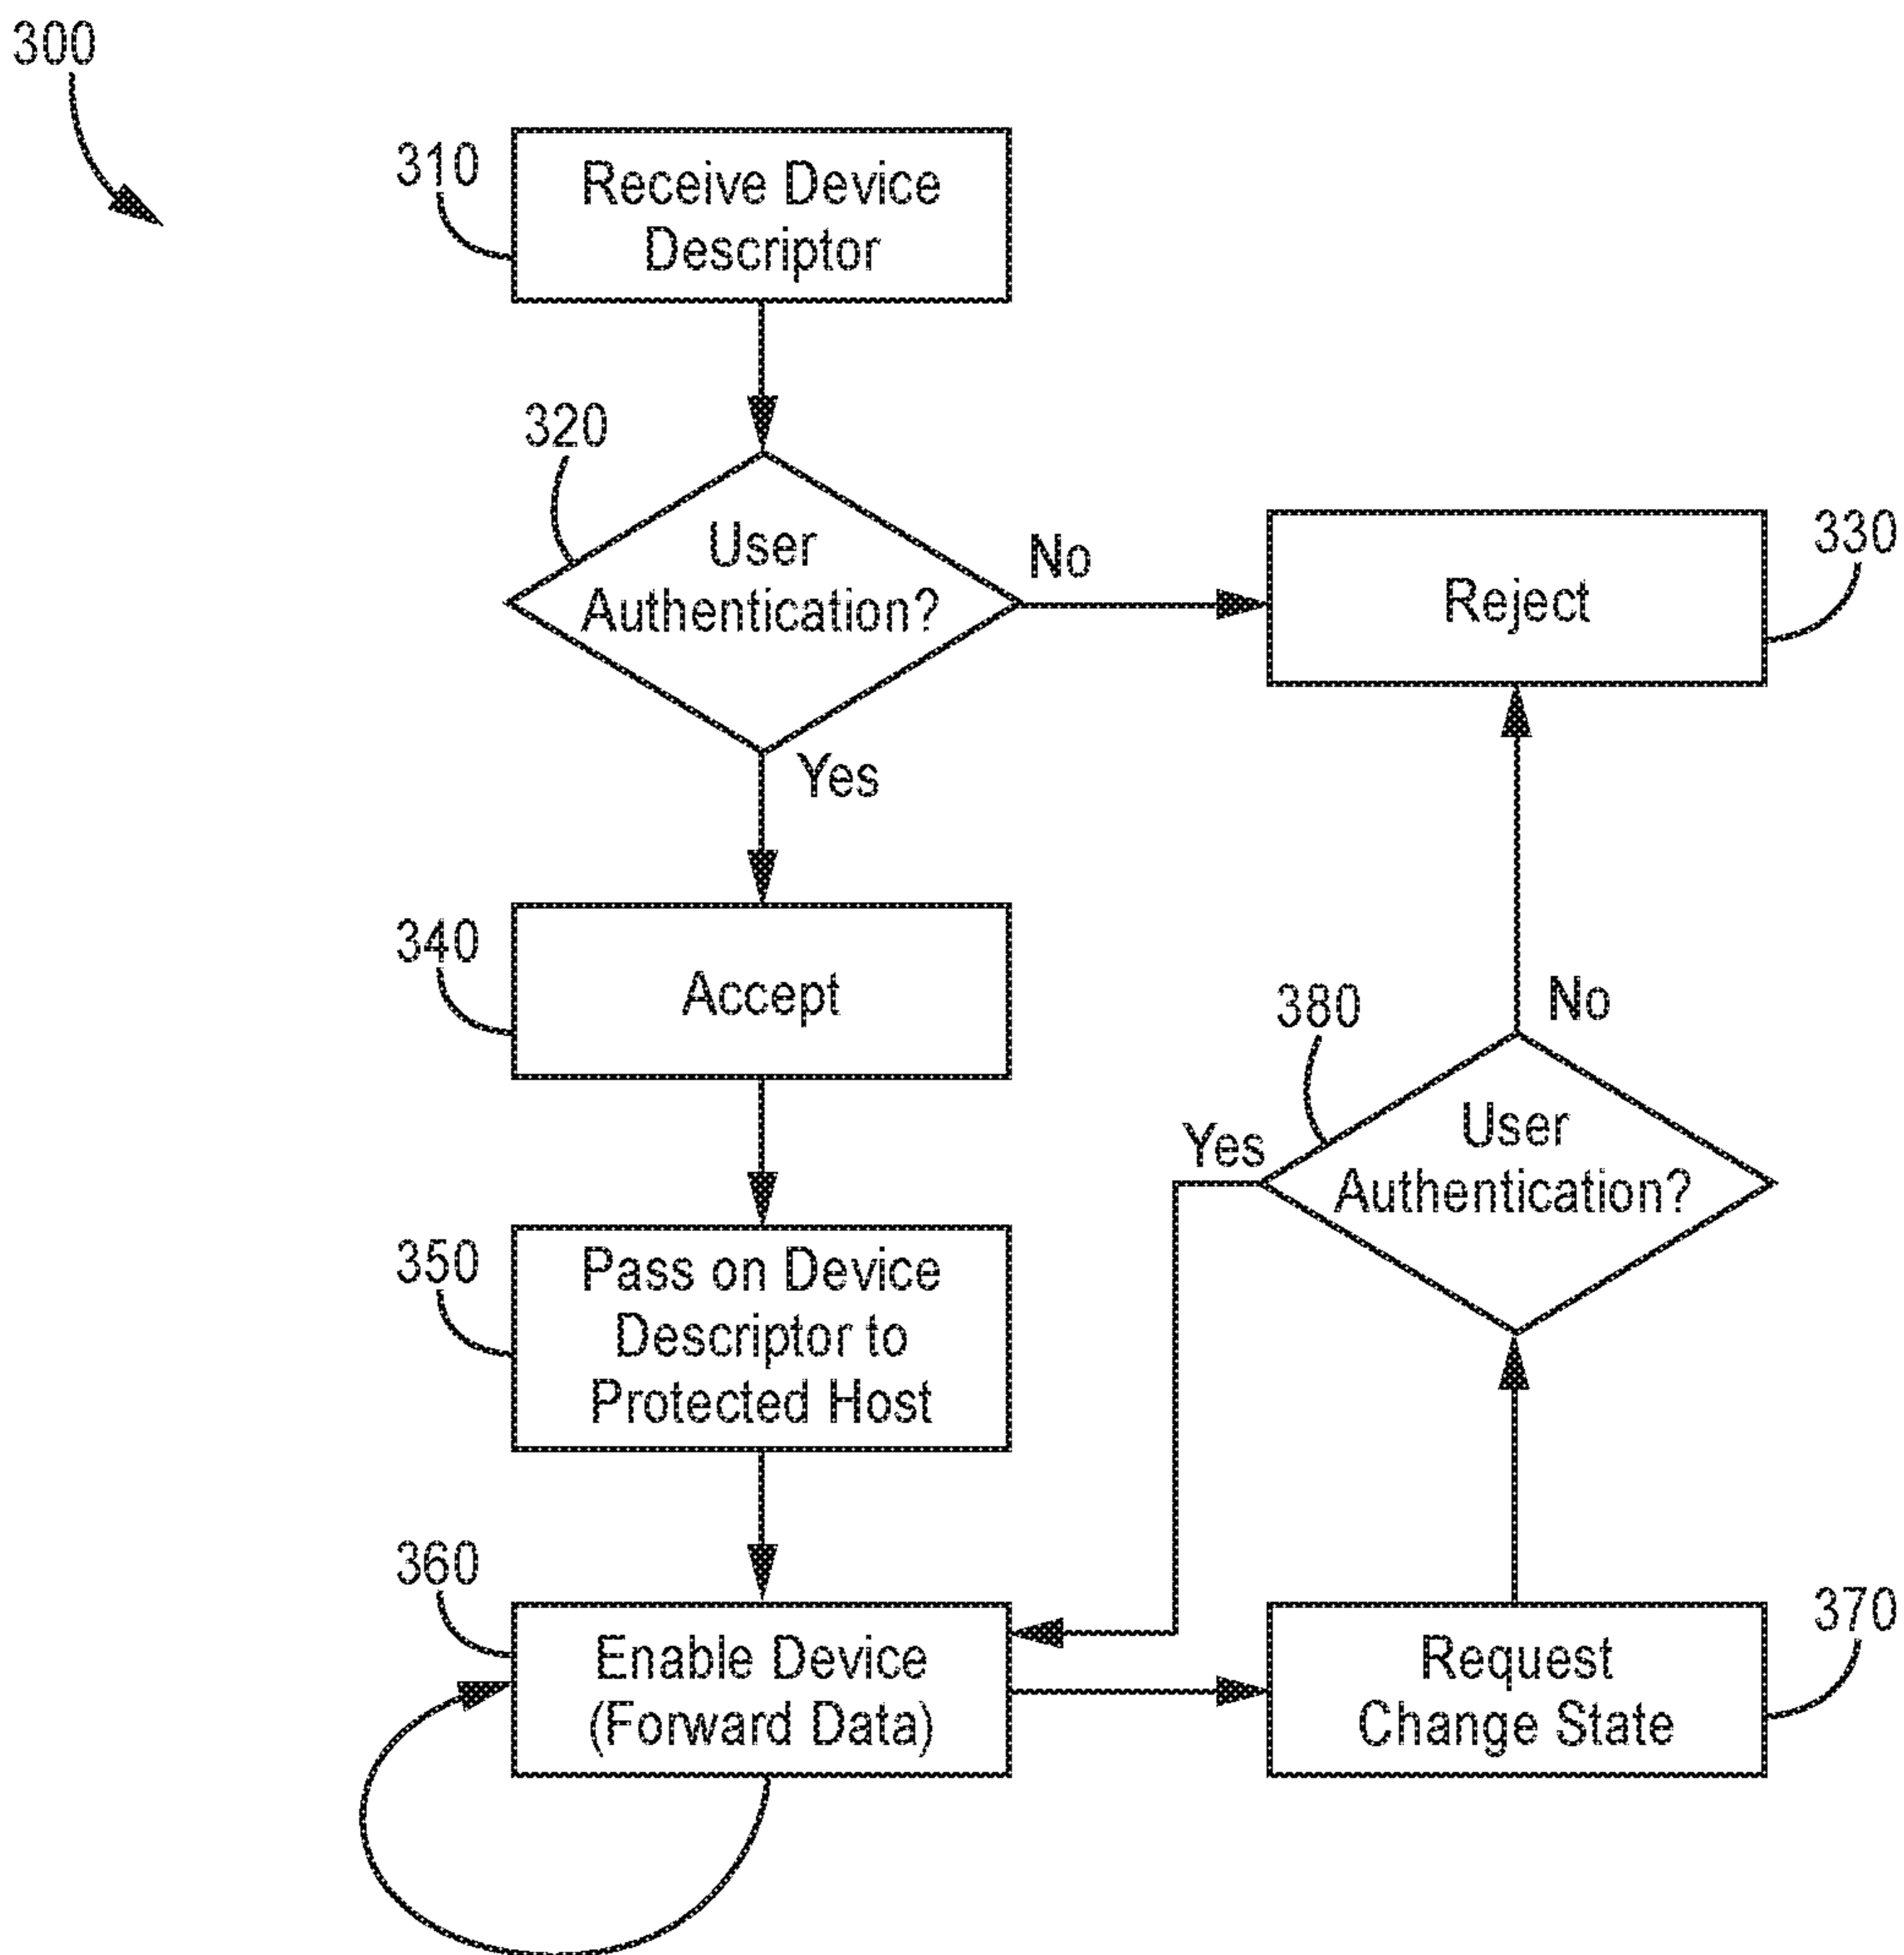 300
310
Receive Device
Descriptor
320
User
Authentication?
No
Yes
330
Reject
340
Accept
350
Pass on Device
Descriptor to
Protected Host
380
User
Authentication?
No
Yes
360
Enable Device
(Forward Data)
370
Request
Change State